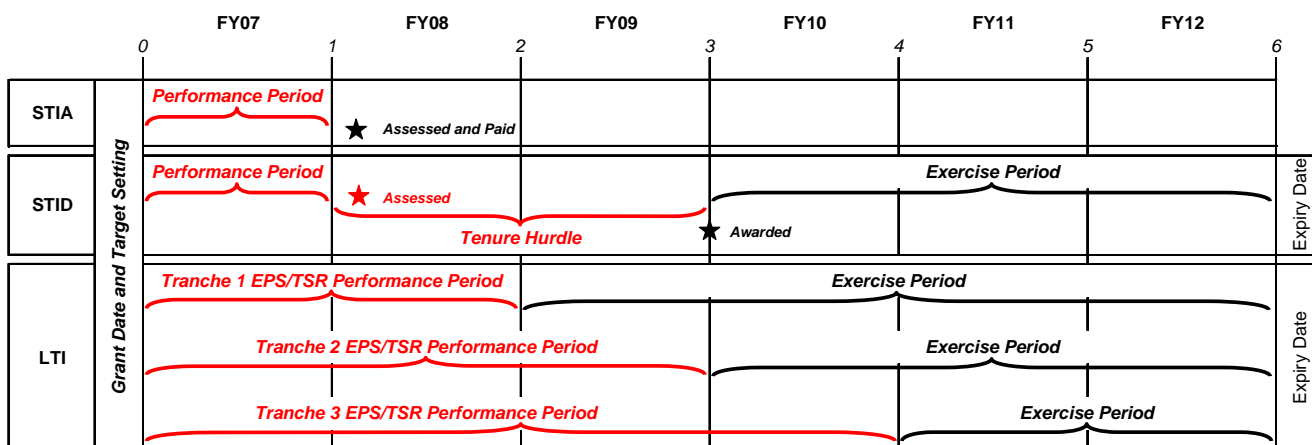 FY07 FY08 FY09 FY10 FY11 FY12
0 1 2 3 4 5 6
Grant Date and Target Setting
STIA
Performance Period
Assessed and Paid
STID
Performance Period
Assessed
Tenure Hurdle
Awarded
Exercise Period
Expiry Date
LTI
Tranche 1 EPS/TSR Performance Period
Exercise Period
Tranche 2 EPS/TSR Performance Period
Exercise Period
Tranche 3 EPS/TSR Performance Period
Exercise Period
Expiry Date